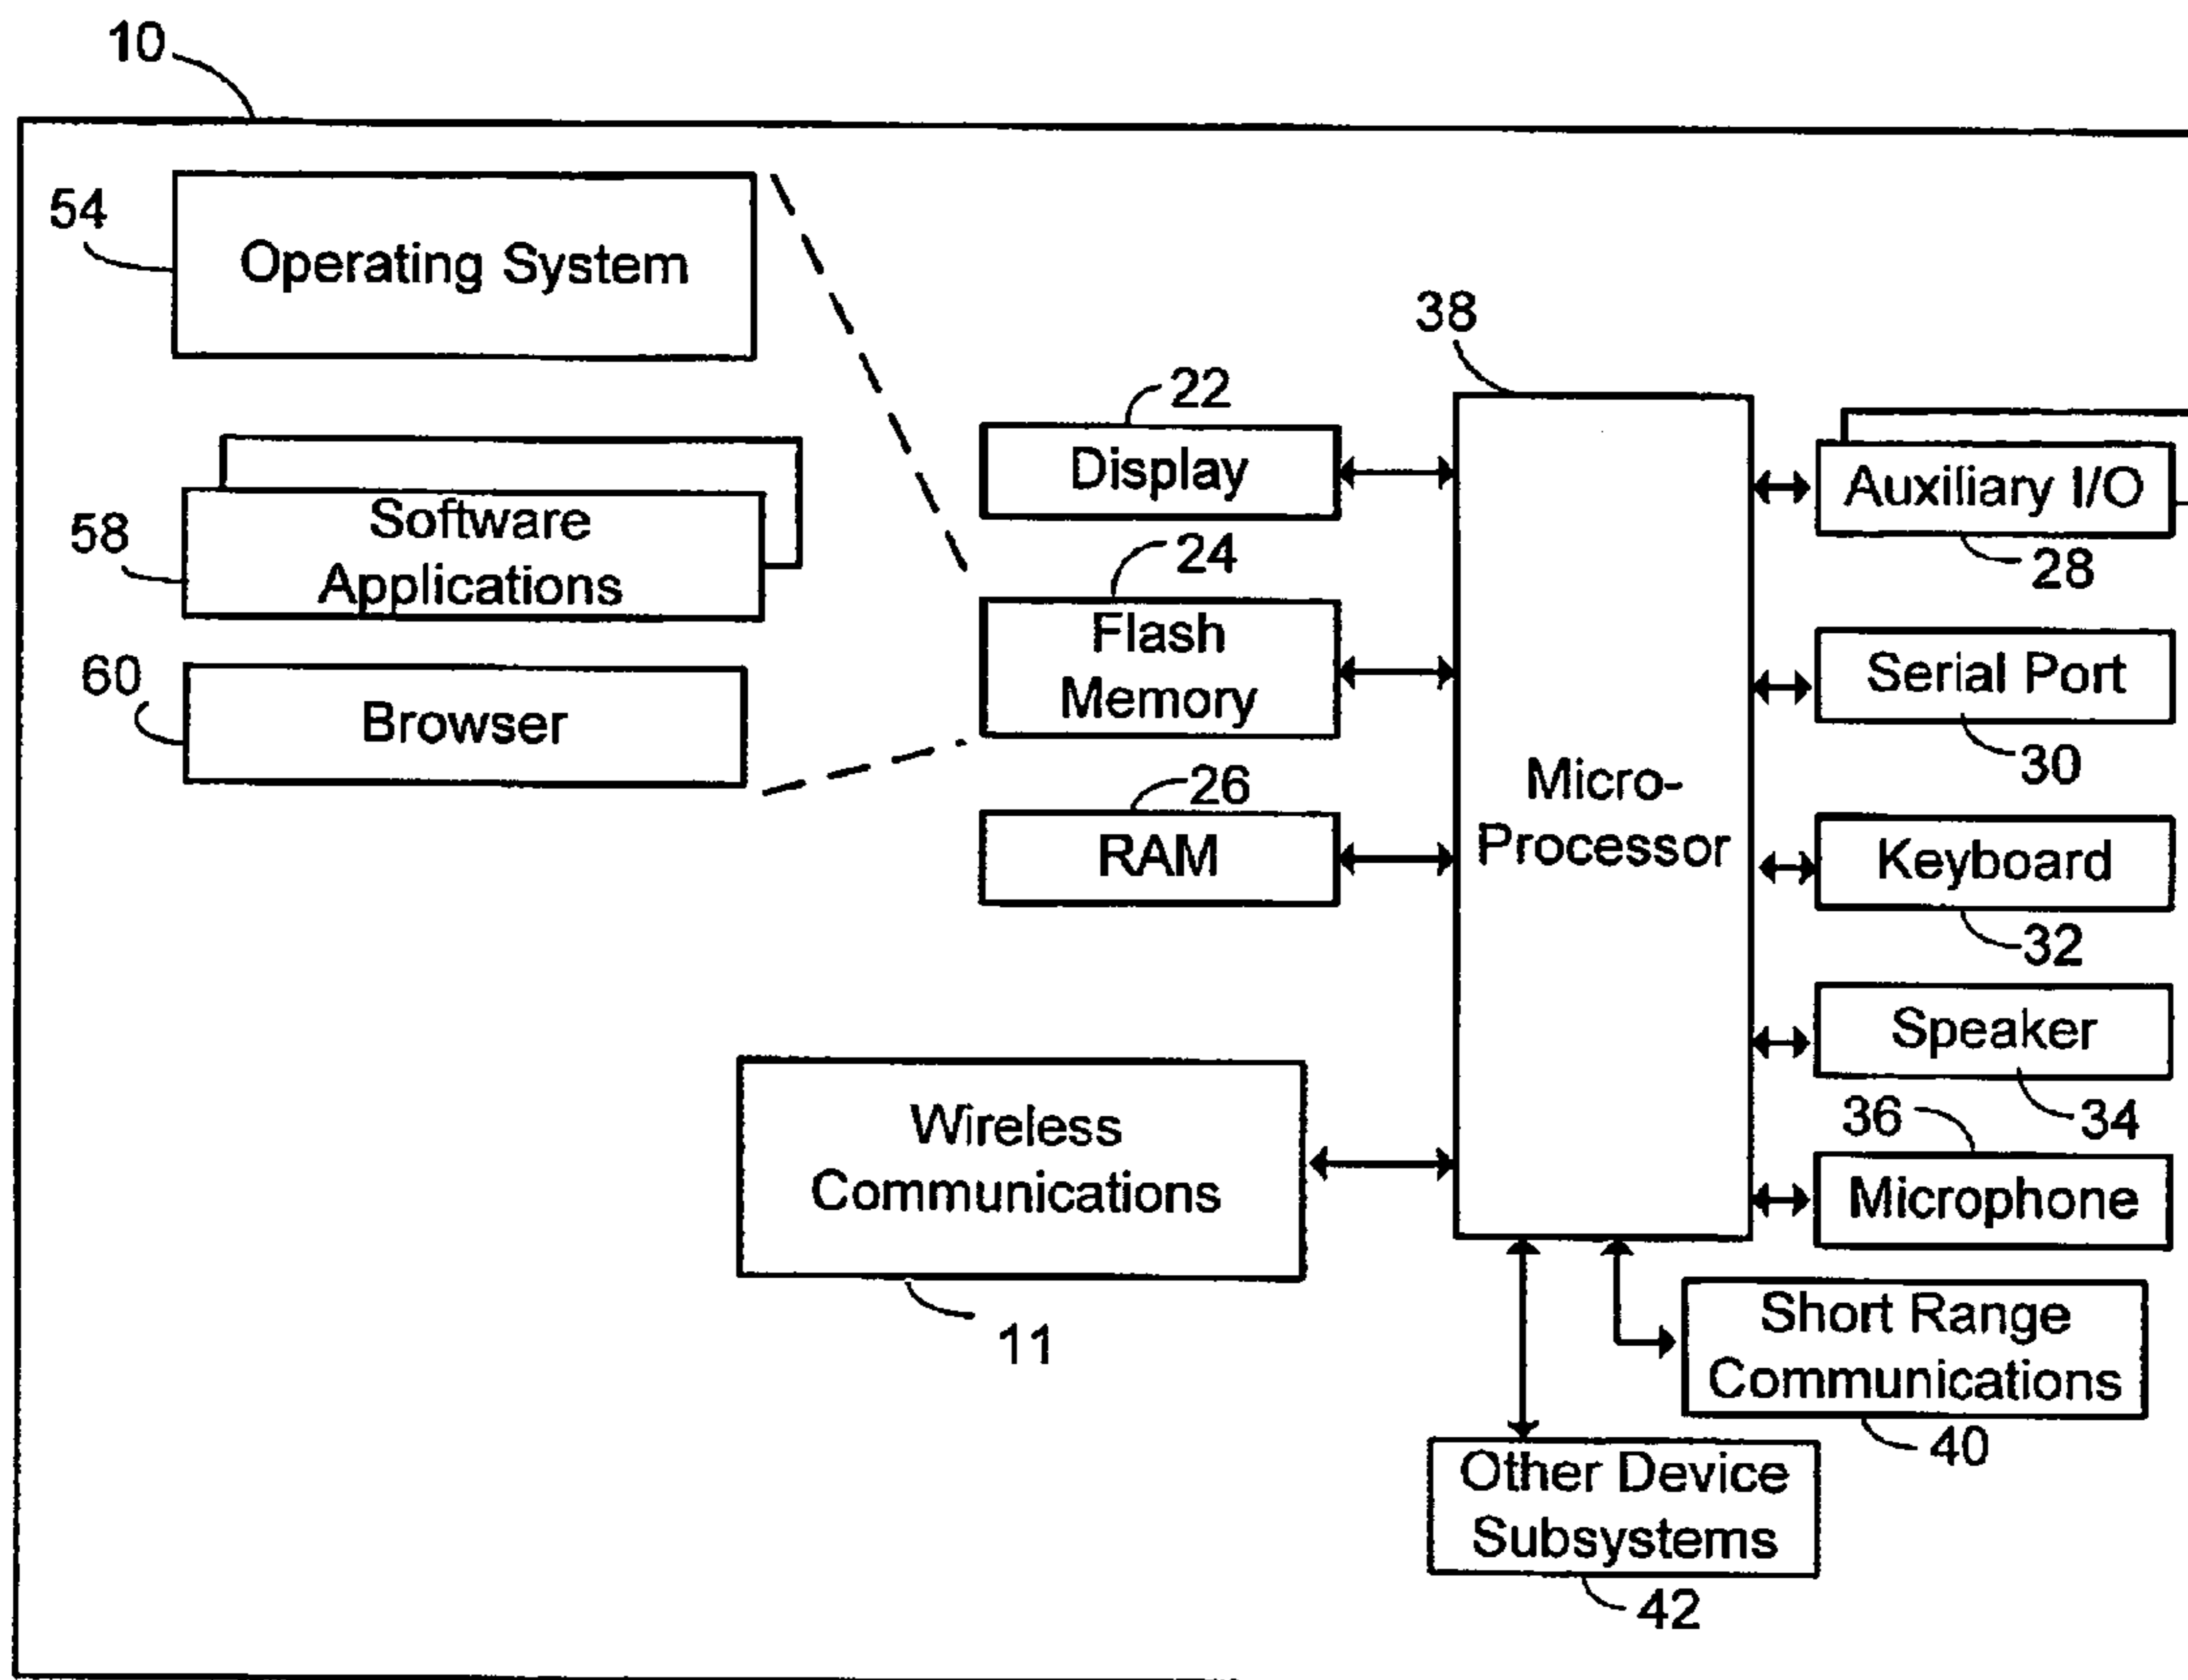 10
54
Operating System
38
22
Display
Auxiliary I/O
28
58
Software
Applications
24
Flash
Memory
Serial Port
30
60
Browser
26
RAM
Micro-
Processor
Keyboard
32
Speaker
34
36
Microphone
Wireless
Communications
11
Short Range
Communications
40
Other Device
Subsystems
42